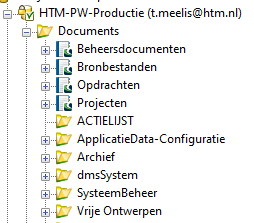 HTM-PW-Productie (t.meelis@htm.nl)
Documents
Beheersdocumenten
Bronbestanden
Opdrachten
Projecten
ACTIELIJST
ApplicatieData-Configuratie
Archief
dmsSystem
SysteemBeheer
Vrije Ontwerpen